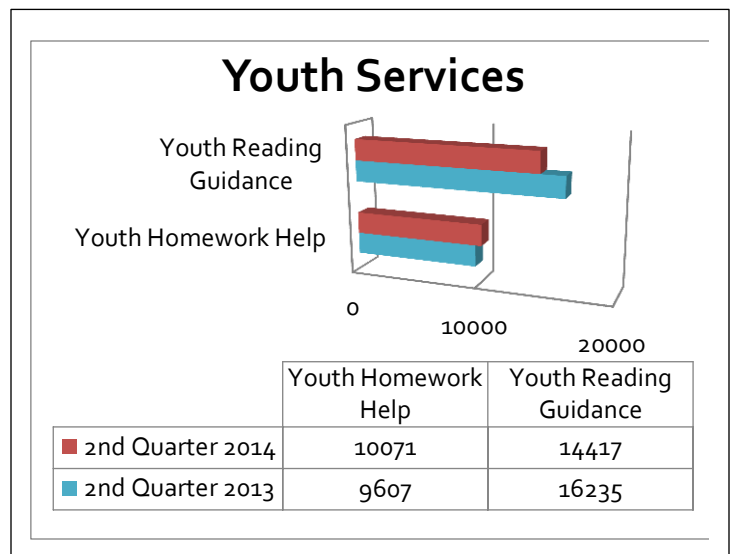 Youth Services
Youth Reading
Guidance
Youth Homework Help
0
10000
20000
Youth Homework Help
Youth Reading Guidance
2nd Quarter 2014 10071 14417
2nd Quarter 2013 9607 16235